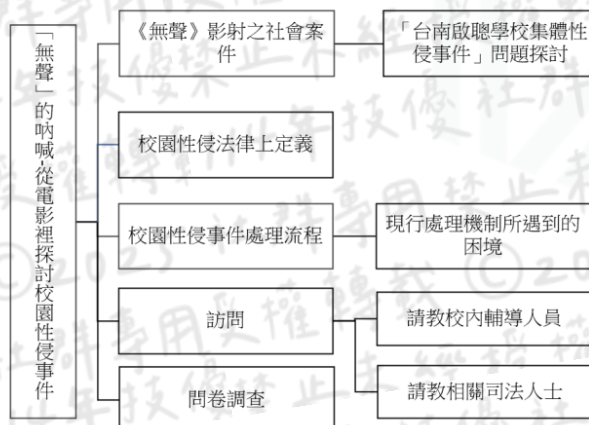 「無聲」的吶喊-從電影裡探討校園性侵事件
《無聲》影射之社會案
件
「台南啟聰學校集體性
侵事件」問題探討
校園性侵法律上定義
校園性侵事件處理流程
現行處理機制所遇到的
困境
訪問
請教校內輔導人員
請教相關司法人士
問卷調查